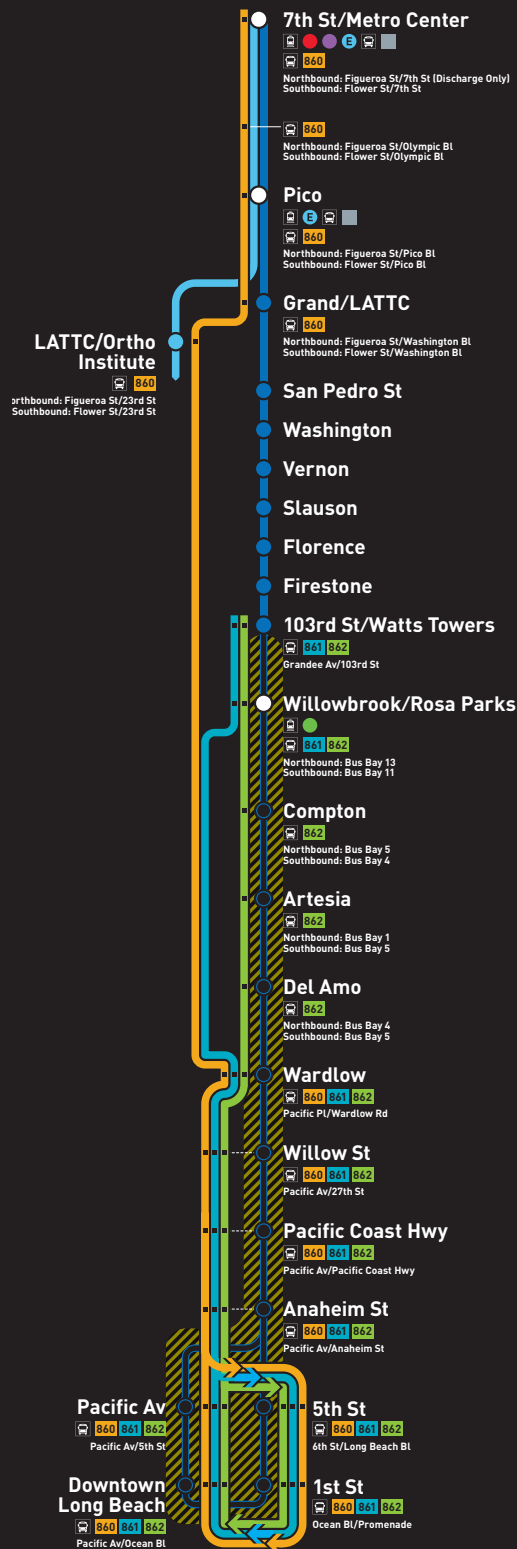 7th St/Metro Center
E
860
Northbound: Figueroa St/7th St (Discharge Only)
Southbound: Flower St/7th St
860
Northbound: Figueroa St/Olympic Bl
Southbound: Flower St/Olympic Bl
Pico
E
860
Northbound: Figueroa St/Pico Bl
Southbound: Flower St/Pico Bl
Grand/LATTC
860
Northbound: Figueroa St/Washington Bl
Southbound: Flower St/Washington Bl
LATTC/Ortho
Institute
860
orthbound: Figueroa St/23rd St
Southbound: Flower St/23rd St
San Pedro St
Washington
Vernon
Slauson
Florence
Firestone
103rd St/Watts Towers
861 862
Grandee Av/103rd St
Willowbrook/Rosa Parks
861 862
Northbound: Bus Bay 13
Southbound: Bus Bay 11
Compton
862
Northbound: Bus Bay 5
Southbound: Bus Bay 4
Artesia
862
Northbound: Bus Bay 1
Southbound: Bus Bay 5
Del Amo
862
Northbound: Bus Bay 4
Southbound: Bus Bay 5
Wardlow
860 861 862
Pacific Pl/Wardlow Rd
Willow St
860 861 862
Pacific Av/27th St
Pacific Coast Hwy
860 861 862
Pacific Av/Pacific Coast Hwy
Anaheim St
860 861 862
Pacific Av/Anaheim St
Pacific Av
860 861 862
Pacific Av/5th St
5th St
860 861 862
6th St/Long Beach Bl
Downtown
Long Beach
860 861 862
Pacific Av/Ocean Bl
1st St
860 861 862
Ocean Bl/Promenade